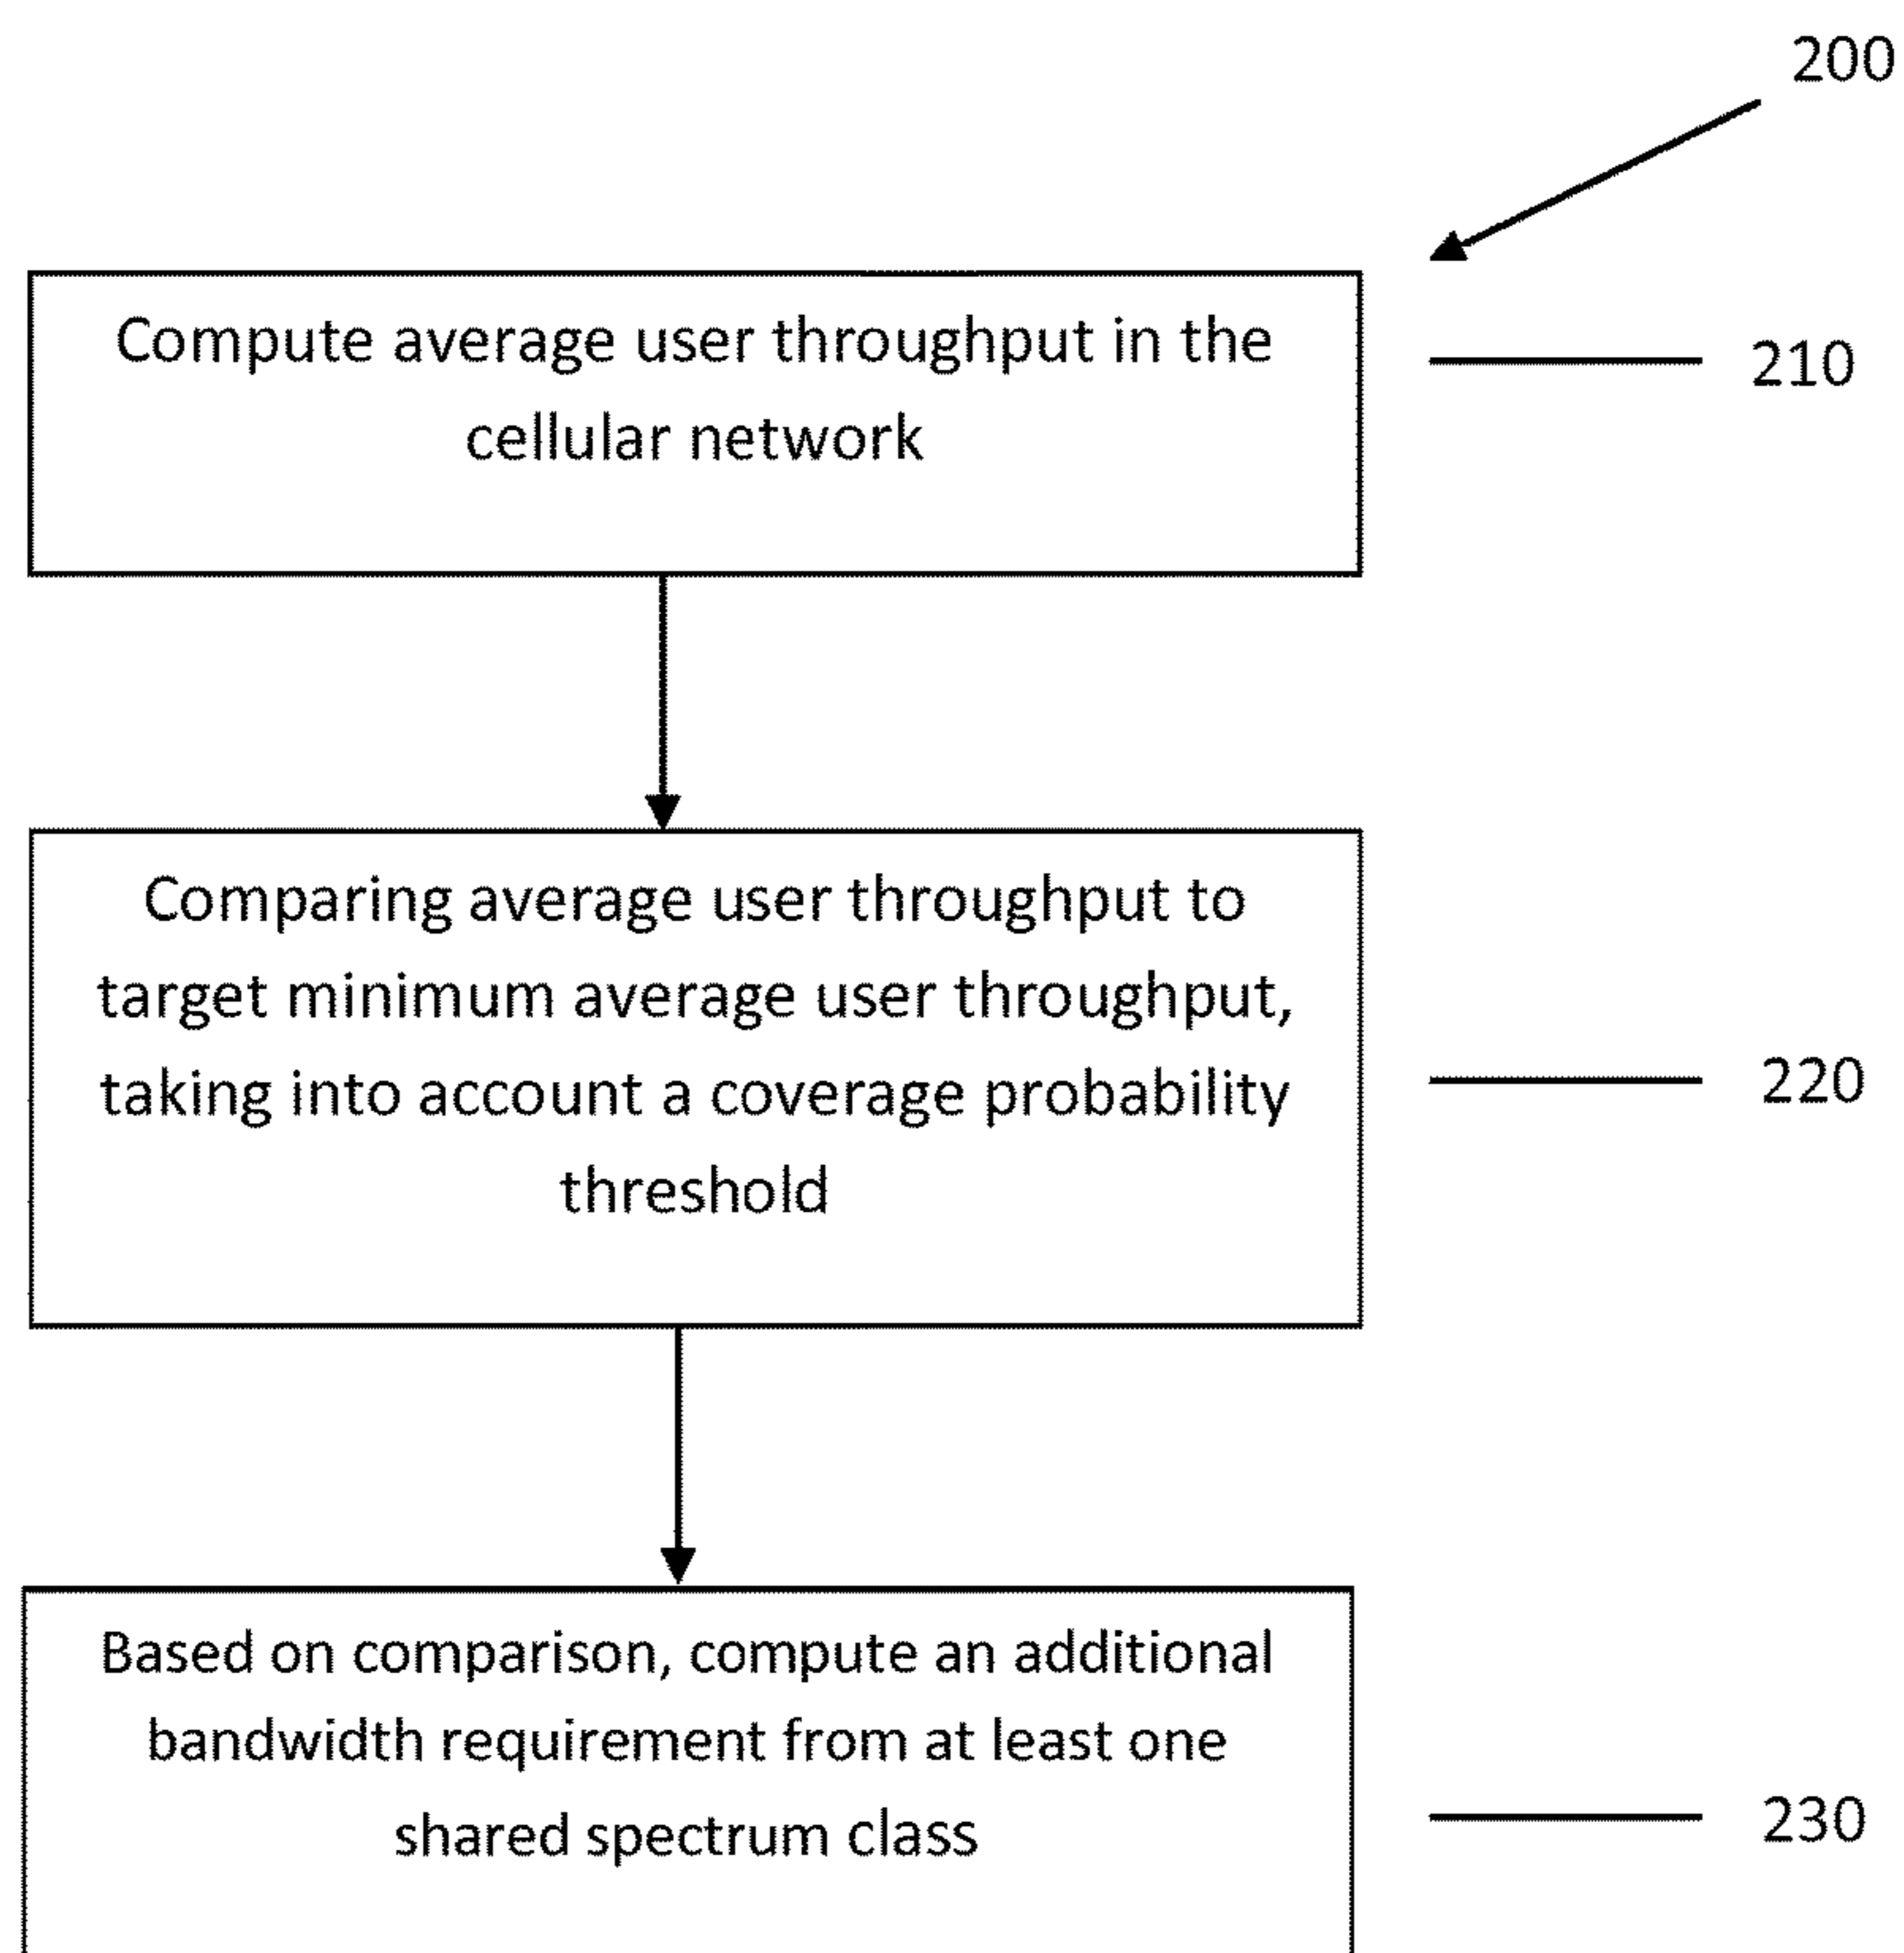 200
Compute average user throughput in the
cellular network
210
Comparing average user throughput to
target minimum average user throughput,
taking into account a coverage probability
threshold
220
Based on comparison, compute an additional
bandwidth requirement from at least one
shared spectrum class
230